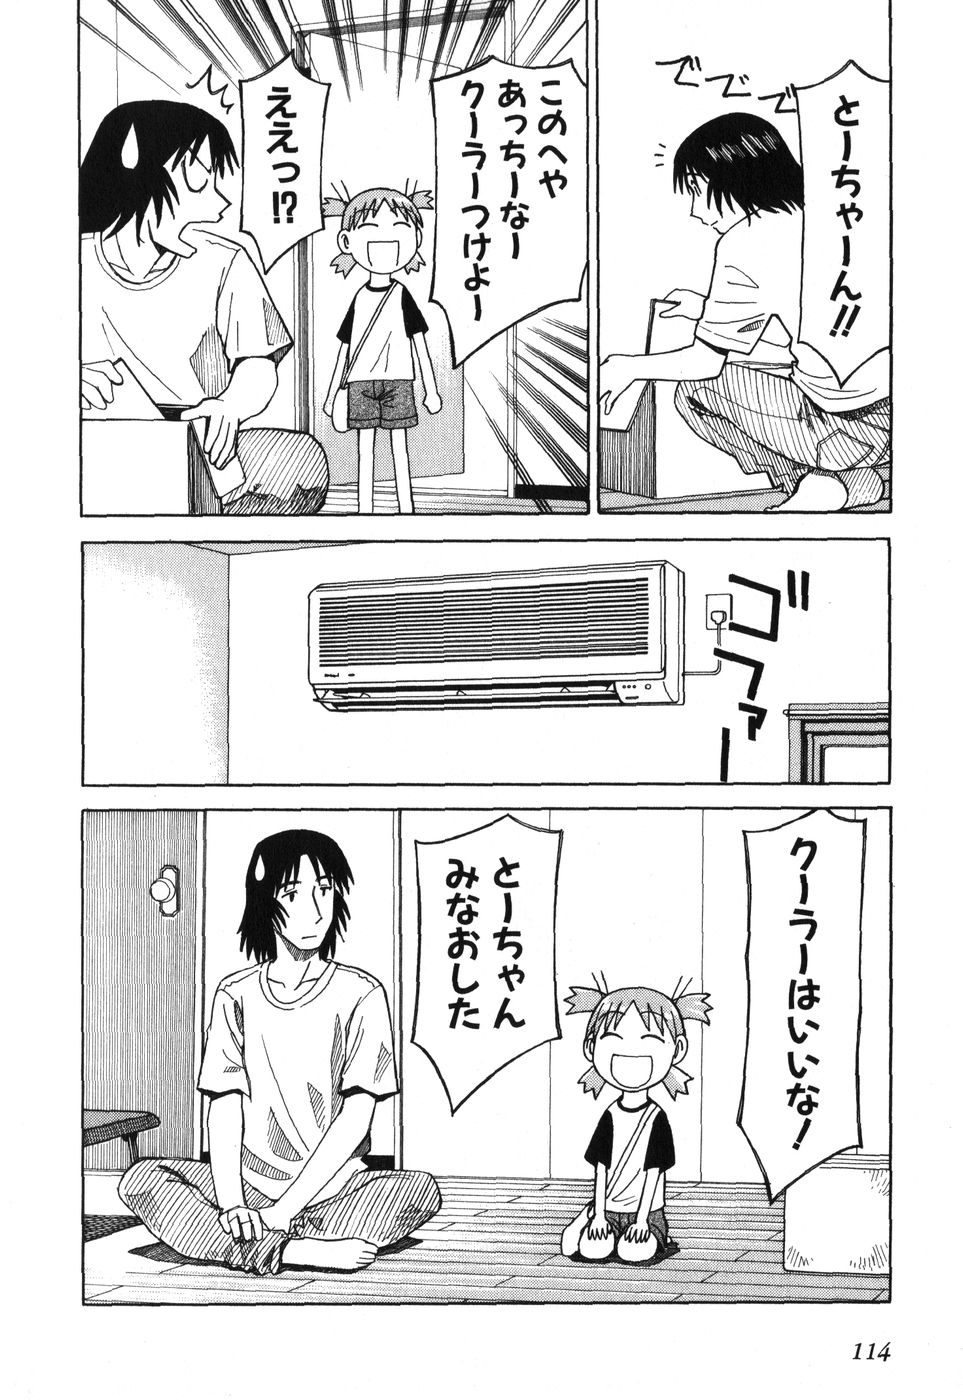 とーちゃーん!!
でででで
このへや
あっちーなー
クーラーつけよー
ええっ!?
ゴファー
クーラーはいいな!
とーちゃん
みなおした
114